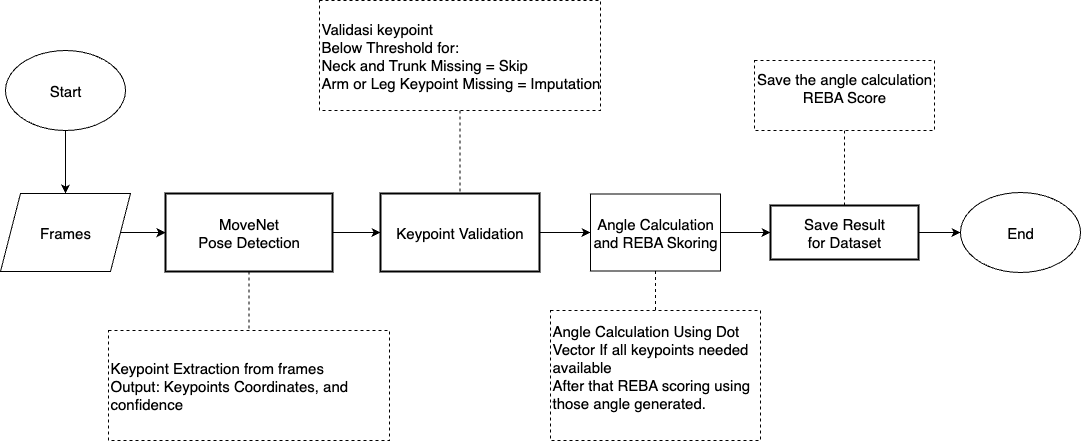 Validasi keypoint
Below Threshold for:
Neck and Trunk Missing = Skip
Arm or Leg Keypoint Missing = Imputation
Save the angle calculation
REBA Score
Start
Frames
MoveNet
Pose Detection
Keypoint Validation
Angle Calculation
and REBA Skoring
Save Result
for Dataset
End
Keypoint Extraction from frames
Output: Keypoints Coordinates, and
confidence
Angle Calculation Using Dot
Vector If all keypoints needed
available
After that REBA scoring using
those angle generated.